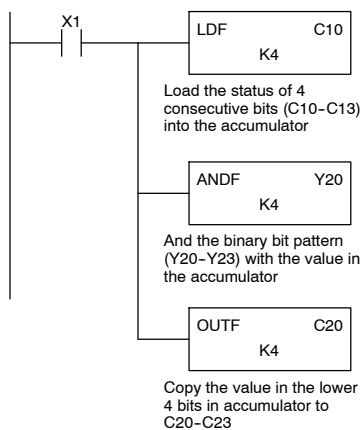 X1
LDF C10
K4
Load the status of 4
consecutive bits (C10--C13)
into the accumulator
ANDF Y20
K4
And the binary bit pattern
(Y20--Y23) with the value in
the accumulator
OUTF C20
K4
Copy the value in the lower
4 bits in accumulator to
C20--C23